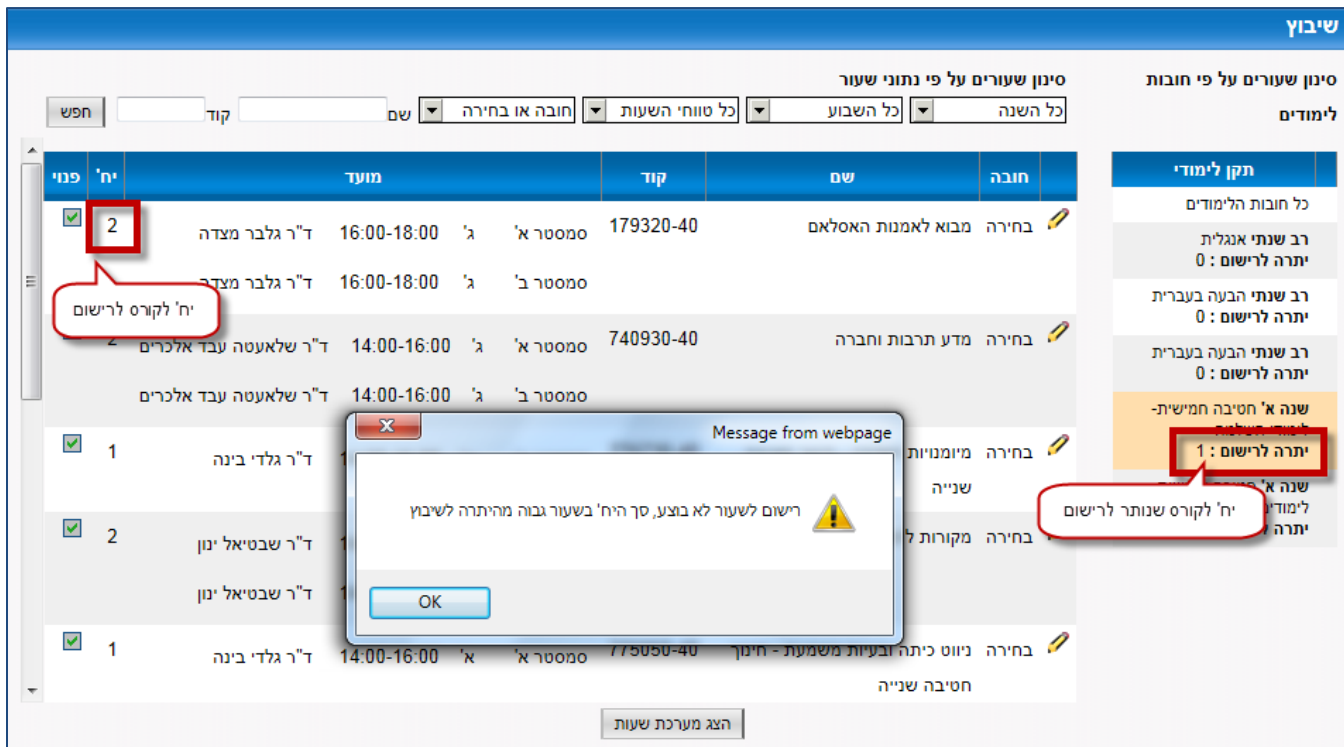 שיבוץ
סינון שעורים על פי חובות
לימודים
סינון שעורים על פי נתוני שעור
כל השנה כל השבוע כל טווחי השעות חובה או בחירה שם קוד חפש
תקן לימודי
כל חובות הלימודים
רב שנתי אנגלית
יתרה לרישום : 0
רב שנתי הבעה בעברית
יתרה לרישום : 0
רב שנתי הבעה בעברית
יתרה לרישום : 0
שנה א' חטיבה חמישית-
לימודי השלמה
יתרה לרישום : 1
שנה א'
יח' לקורס שנותר לרישום
חובה שם קוד מועד יח' פנוי
בחירה מבוא לאמנות האסלאם 179320-40 סמסטר א' ג' 16:00-18:00 ד"ר גלבר מצדה 2
סמסטר ב' ג' 16:00-18:00 ד"ר גלבר מצדה
יח' לקורס לרישום
בחירה מדע תרבות וחברה 740930-40 סמסטר א' ג' 14:00-16:00 ד"ר שלאעטה עבד אלכרים 2
סמסטר ב' ג' 14:00-16:00 ד"ר שלאעטה עבד אלכרים
בחירה מיומנויות ד"ר גלדי בינה 1
שנייה
בחירה מקורות ד"ר שבטיאל ינון 2
ד"ר שבטיאל ינון
בחירה ניווט כיתה ובעיות משמעת - חינוך 775050-40 סמסטר א' א' 14:00-16:00 ד"ר גלדי בינה 1
חטיבה שנייה
Message from webpage
רישום לשעור לא בוצע, סך היח' בשעור גבוה מהיתרה לשיבוץ
OK
הצג מערכת שעות